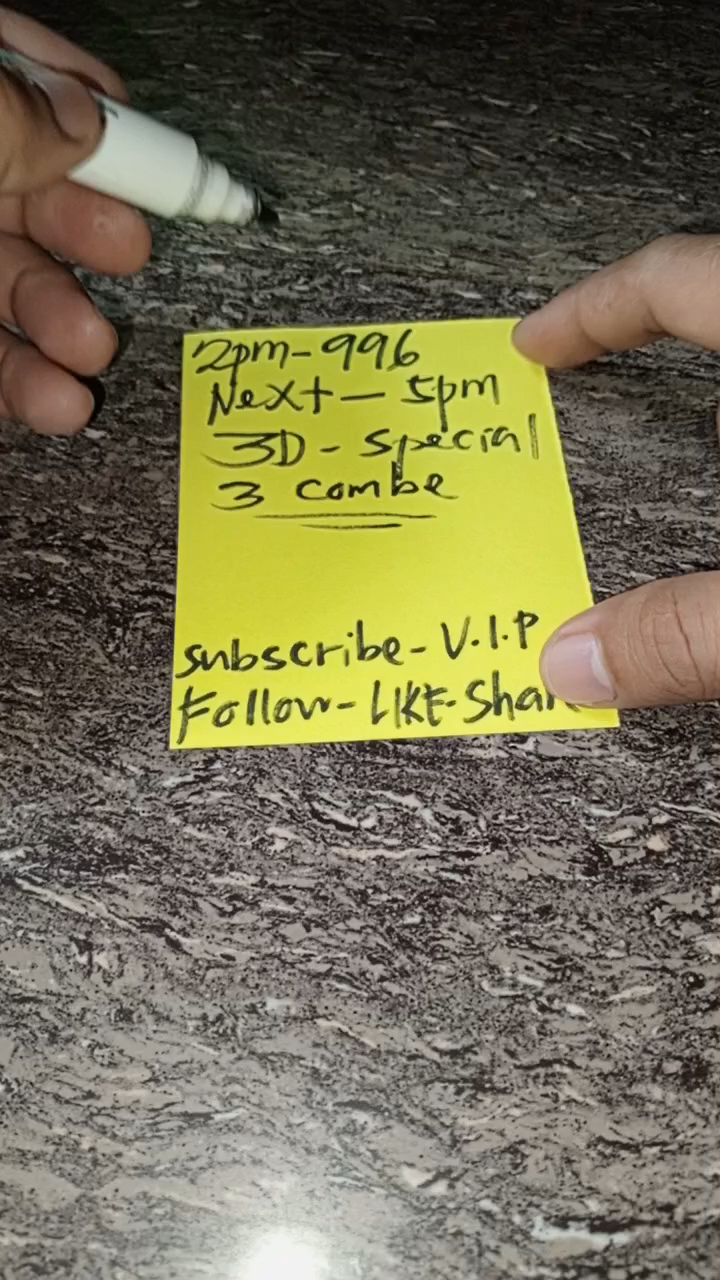 2pm-996
Next - 5pm
3D - special
3 combe
subscribe - V.I.P
Follow - LIKE - Shar